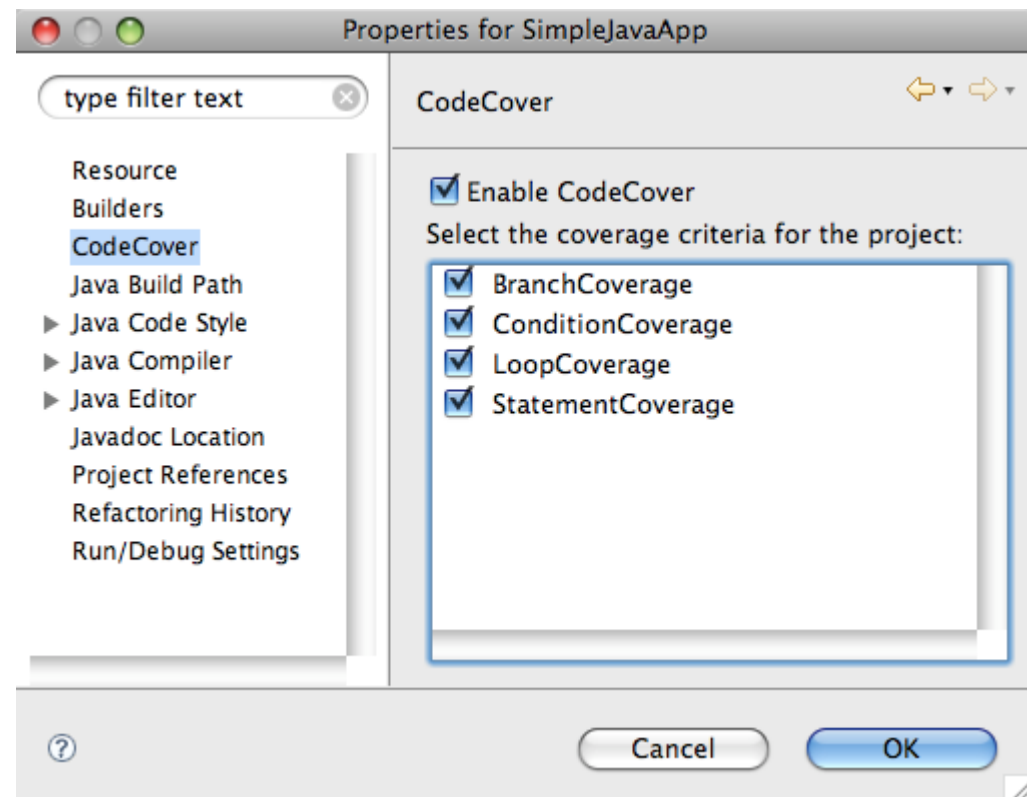 Properties for SimpleJavaApp
type filter text
Resource
Builders
CodeCover
Java Build Path
Java Code Style
Java Compiler
Java Editor
Javadoc Location
Project References
Refactoring History
Run/Debug Settings
CodeCover
Enable CodeCover
Select the coverage criteria for the project:
BranchCoverage
ConditionCoverage
LoopCoverage
StatementCoverage
?
Cancel
OK